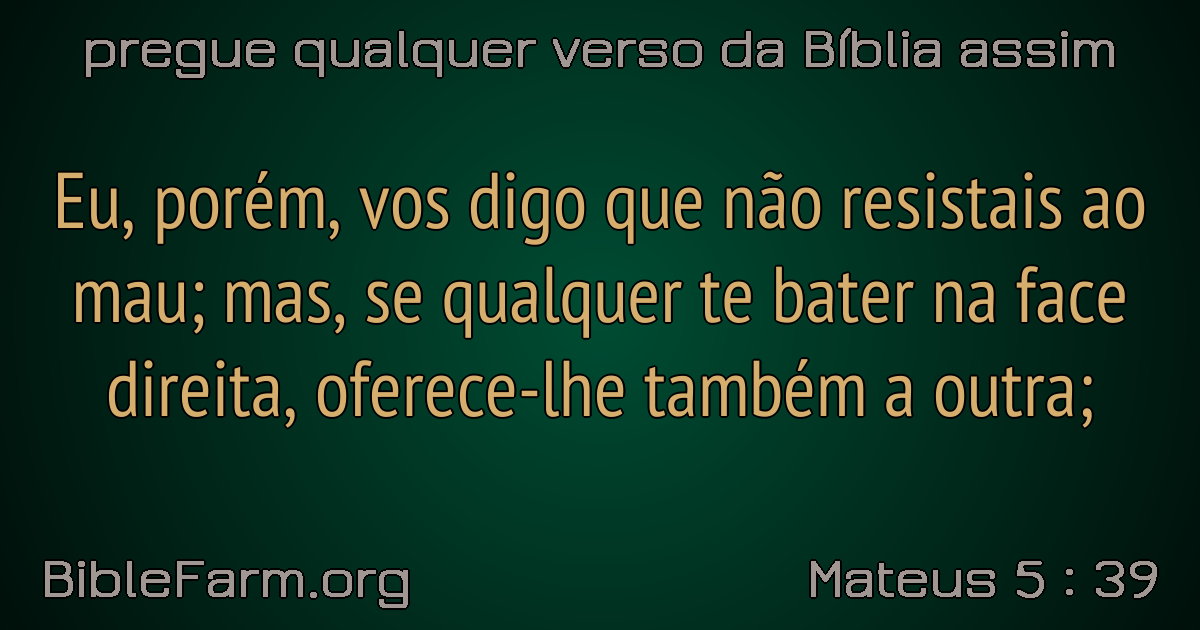 pregue qualquer verso da Bíblia assim
Eu, porém, vos digo que não resistais ao
mau; mas, se qualquer te bater na face
direita, oferece-lhe também a outra;
BibleFarm.org
Mateus 5 : 39